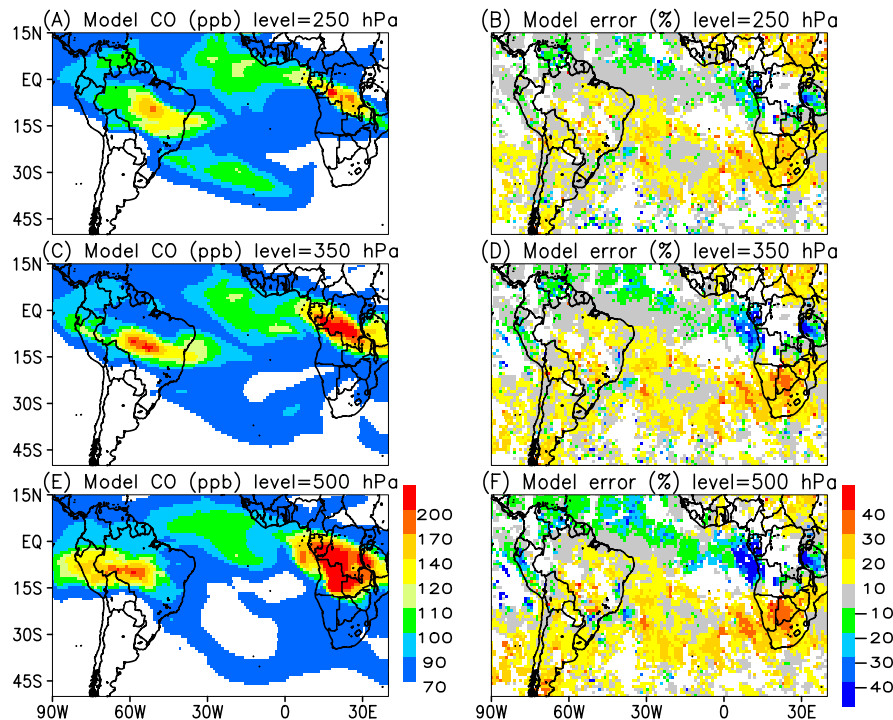 (A) Model CO (ppb) level=250 hPa
(B) Model error (%) level=250 hPa
15N
EQ
15S
30S
45S
(C) Model CO (ppb) level=350 hPa
(D) Model error (%) level=350 hPa
15N
EQ
15S
30S
45S
(E) Model CO (ppb) level=500 hPa
(F) Model error (%) level=500 hPa
15N
EQ
15S
30S
45S
90W 60W 30W 0 30E
200
170
140
120
110
100
90
70
90W 60W 30W 0 30E
40
30
20
10
-10
-20
-30
-40